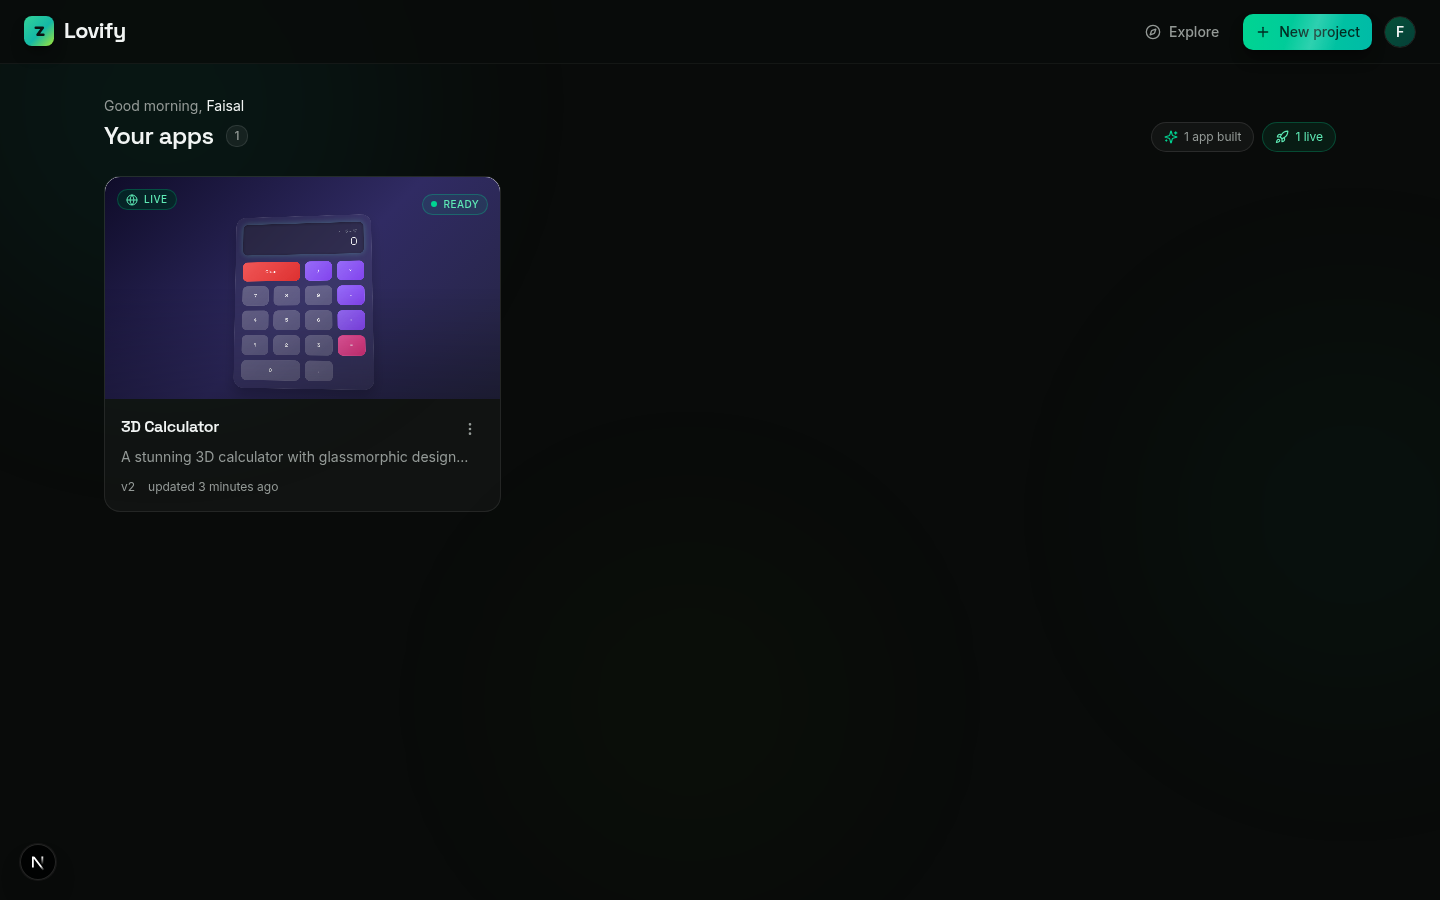 Lovify
Explore
New project
F
Good morning, Faisal
Your apps 1
1 app built
1 live
LIVE
READY
0
3D Calculator
A stunning 3D calculator with glassmorphic design...
v2 updated 3 minutes ago
N